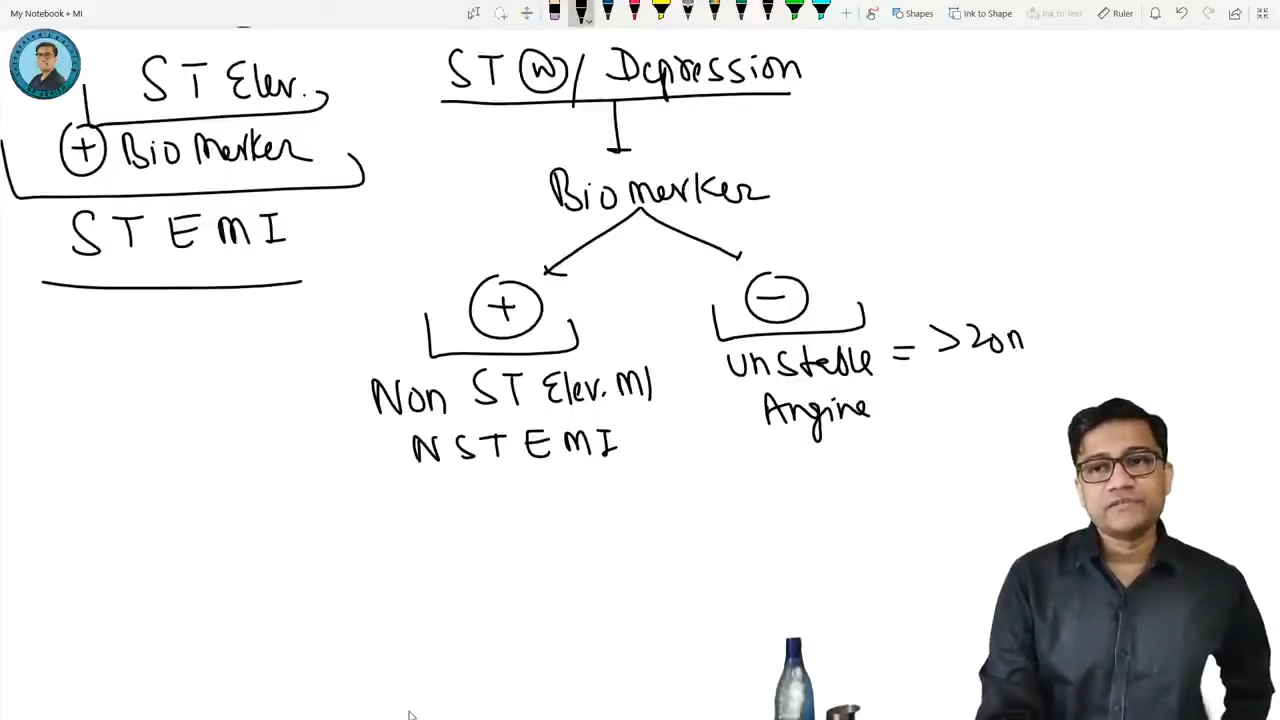 My Notebook » MI
Shapes
Ink to Shape
Ink to Text
Ruler
ST Elev.
+ Bio Marker
STEMI
ST N / Depression
Biomarker
+
Non ST Elev. MI
NSTEMI
−
Unstable = >20m
Angina